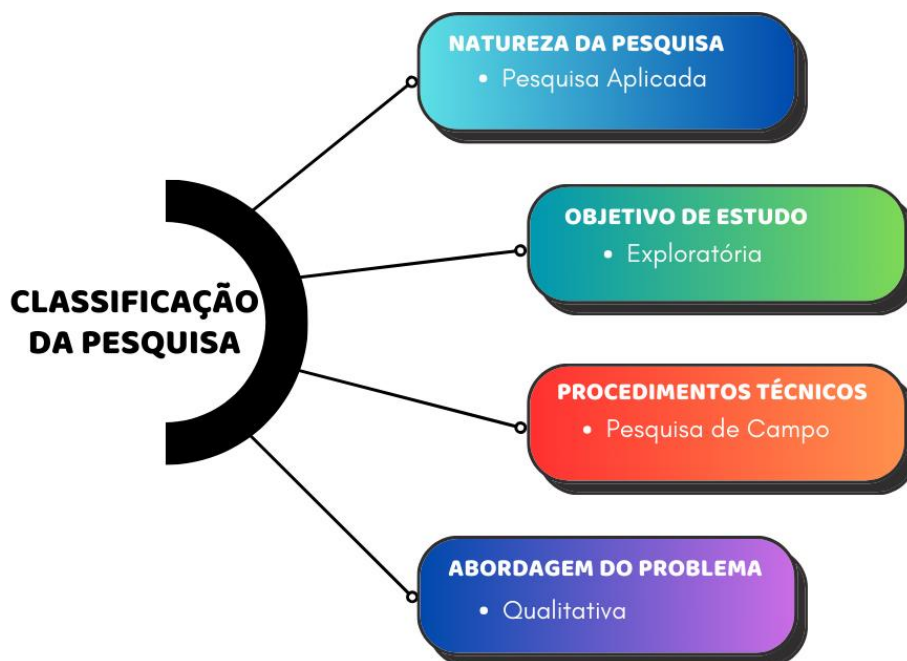 CLASSIFICAÇÃO
DA PESQUISA
NATUREZA DA PESQUISA
• Pesquisa Aplicada
OBJETIVO DE ESTUDO
• Exploratória
PROCEDIMENTOS TÉCNICOS
• Pesquisa de Campo
ABORDAGEM DO PROBLEMA
• Qualitativa